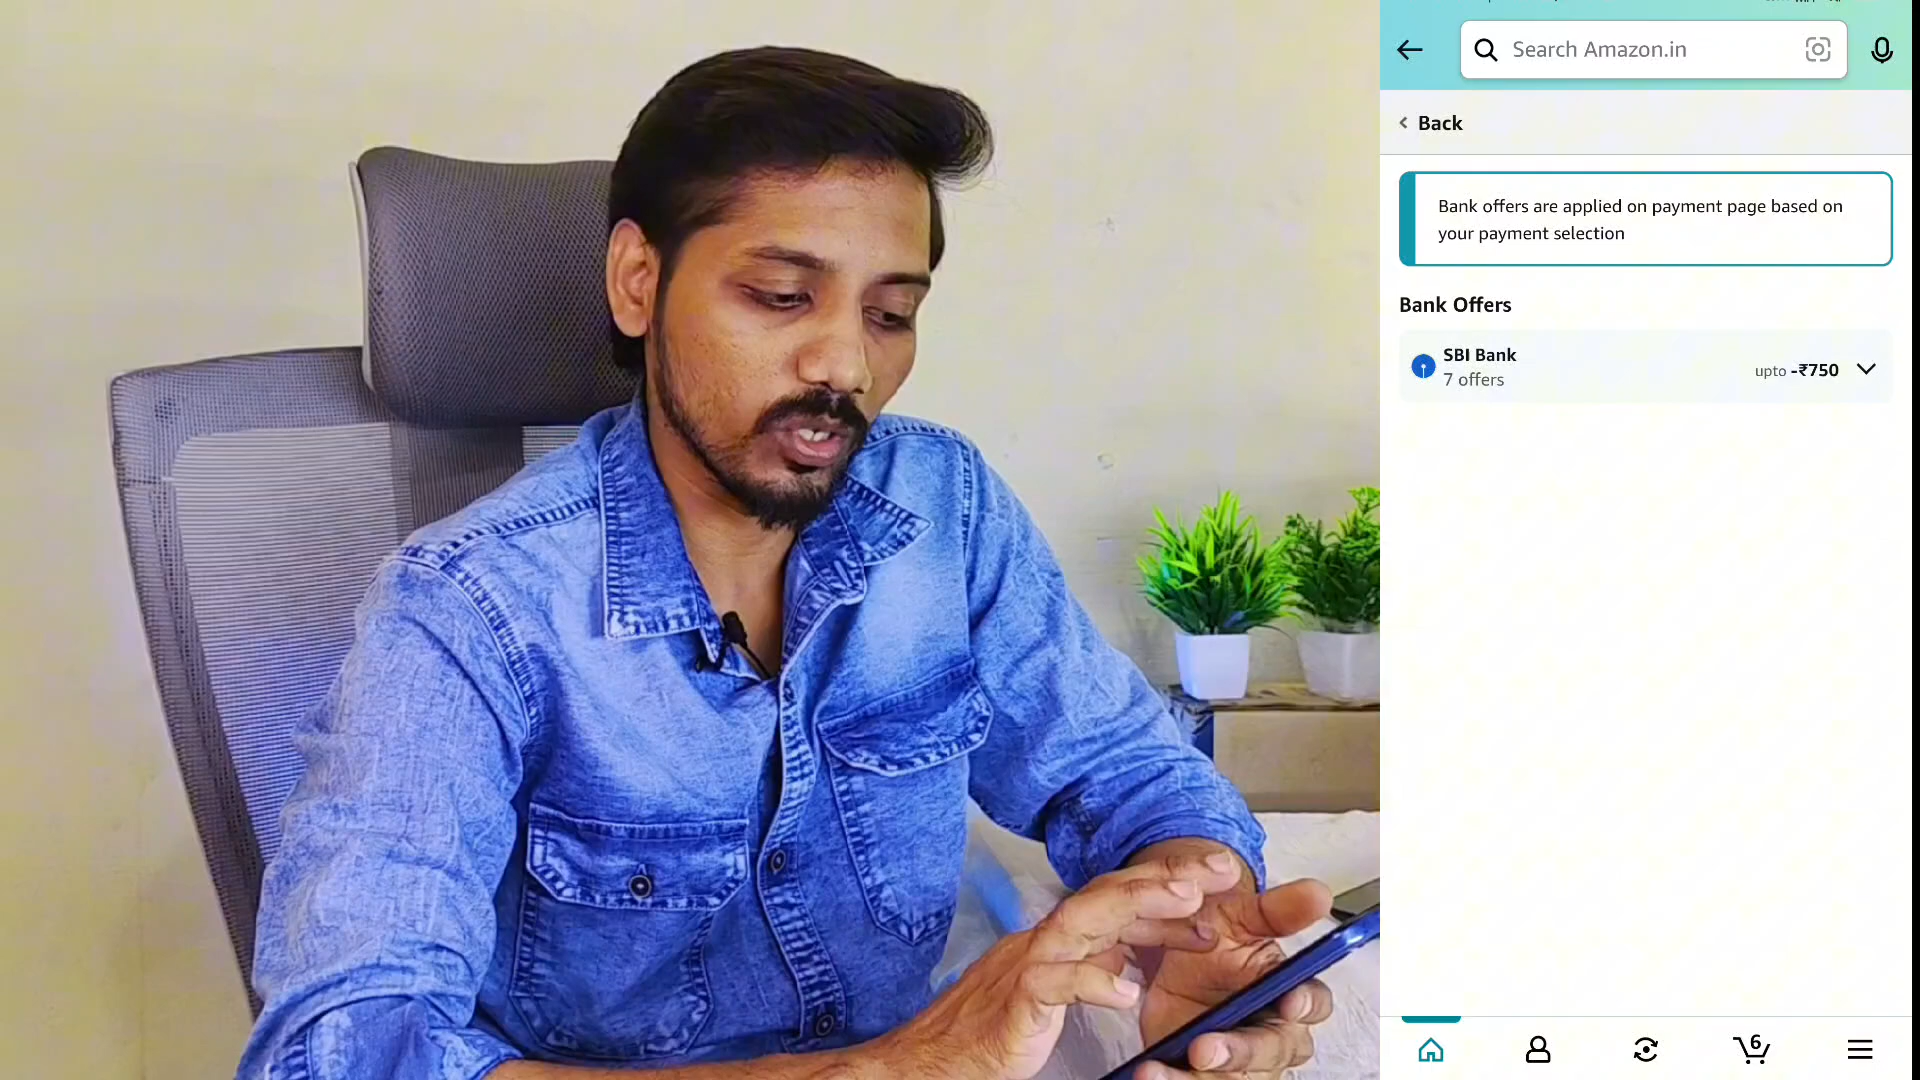 Search Amazon.in
Back
Bank offers are applied on payment page based on
your payment selection
Bank Offers
SBI Bank
7 offers
upto -₹750
6